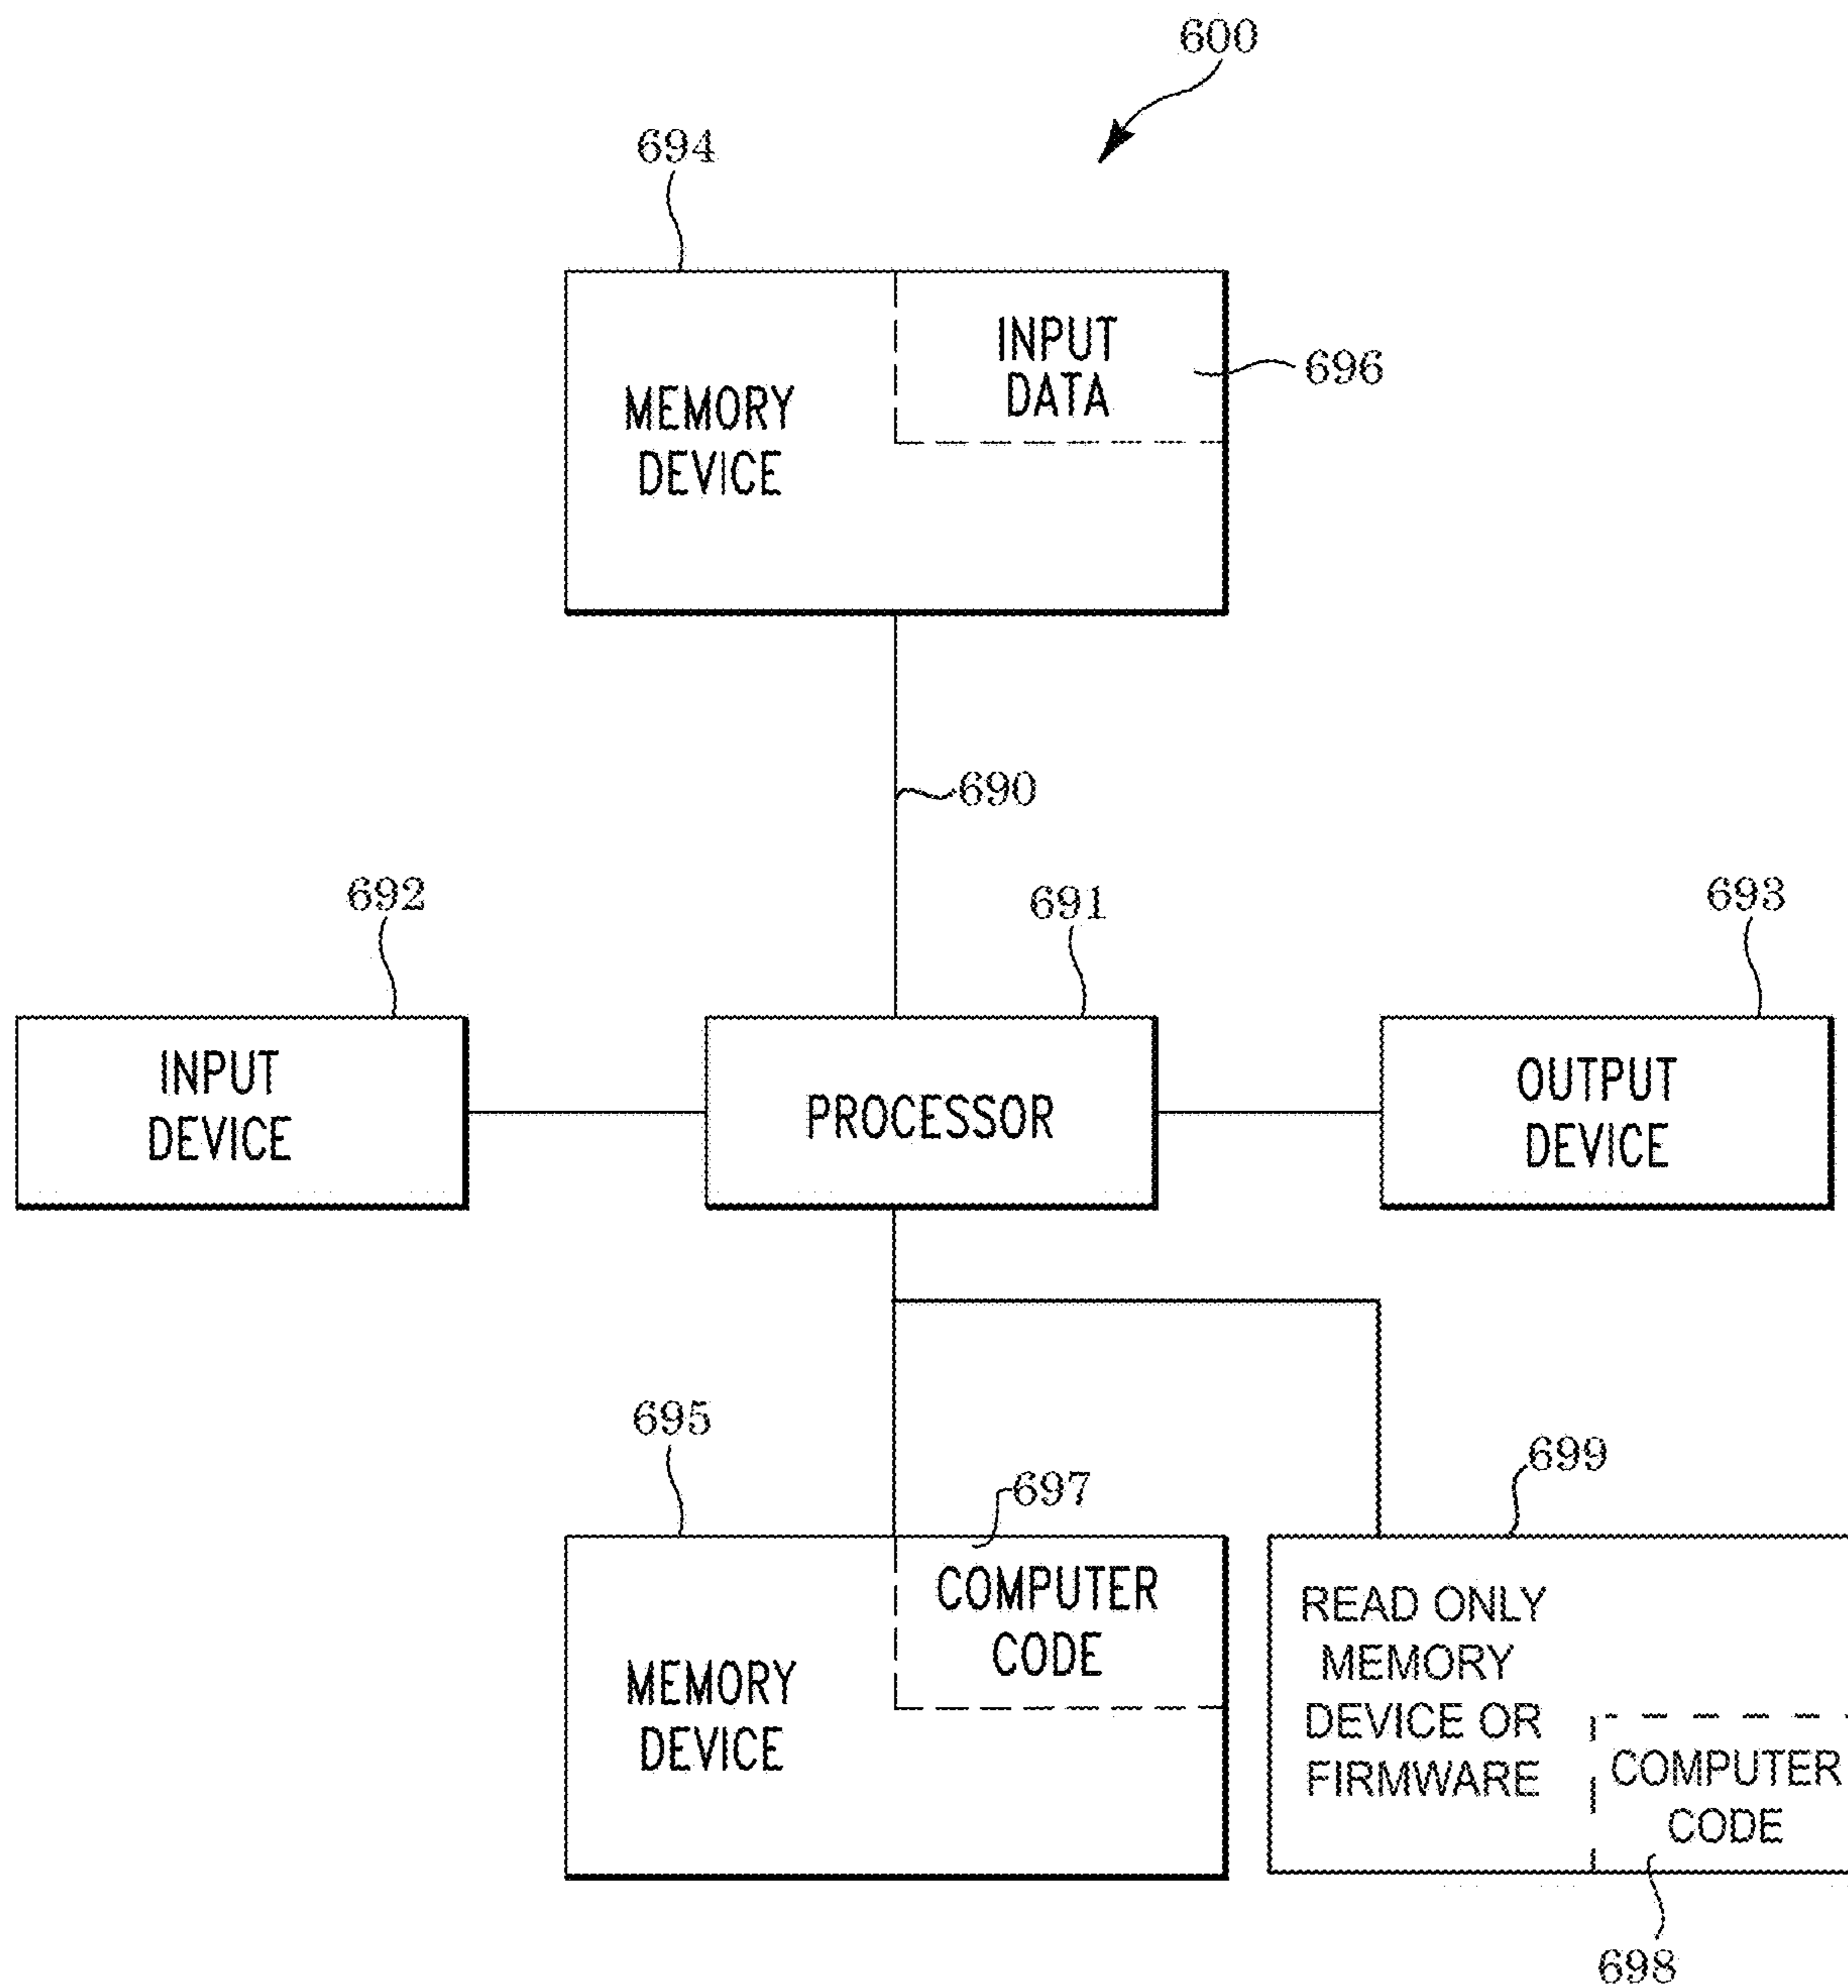 600
694
INPUT
DATA
696
MEMORY
DEVICE
690
692
691
693
INPUT
DEVICE
PROCESSOR
OUTPUT
DEVICE
695
697
699
COMPUTER
CODE
MEMORY
DEVICE
READ ONLY
MEMORY
DEVICE OR
FIRMWARE
COMPUTER
CODE
698